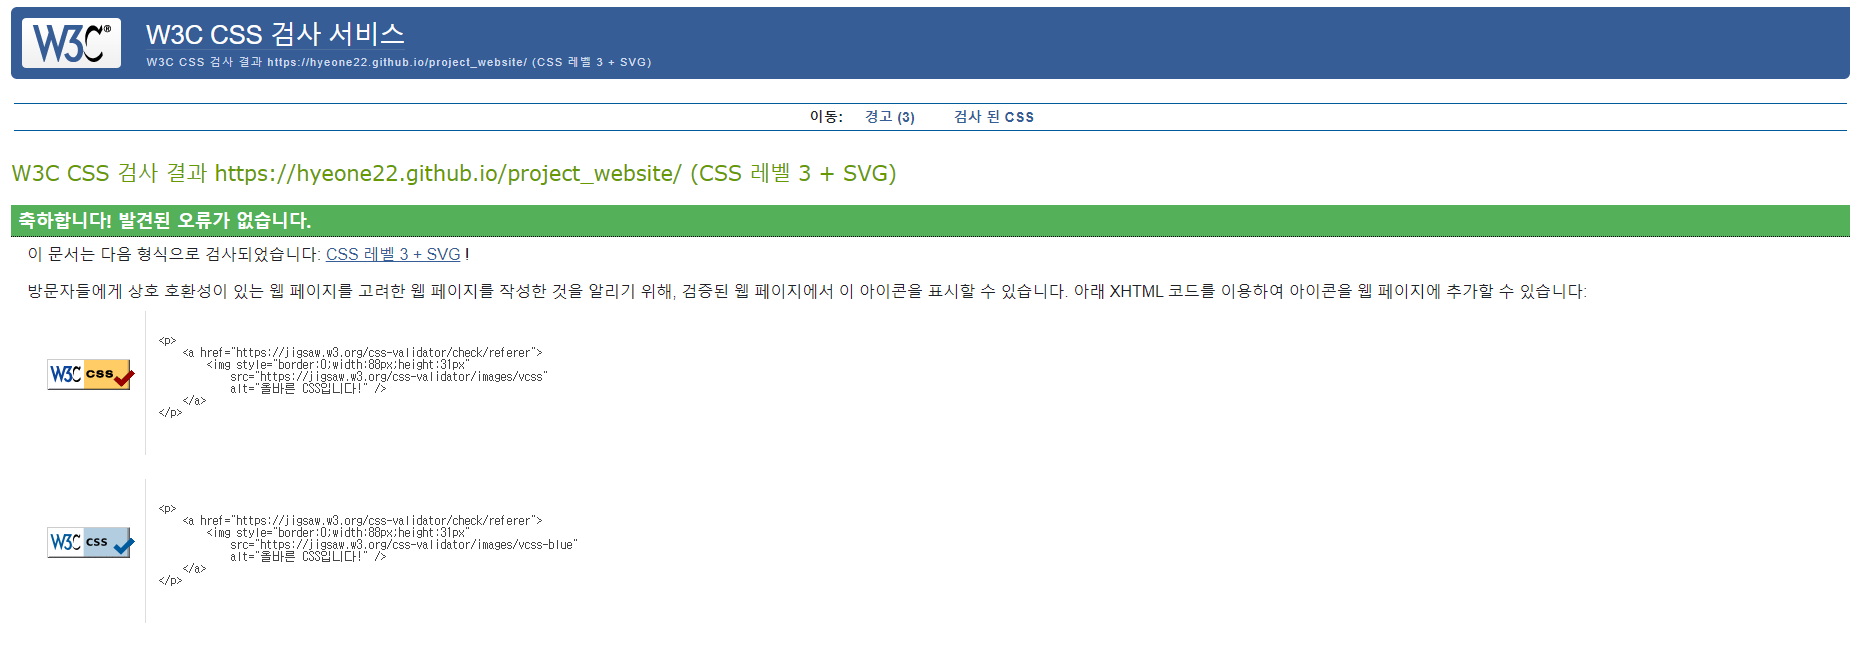 W3C® W3C CSS 검사 서비스
W3C CSS 검사 결과 https://hyeone22.github.io/project_website/ (CSS 레벨 3 + SVG)
이동: 경고 (3) 검사 된 CSS
W3C CSS 검사 결과 https://hyeone22.github.io/project_website/ (CSS 레벨 3 + SVG)
축하합니다! 발견된 오류가 없습니다.
이 문서는 다음 형식으로 검사되었습니다: CSS 레벨 3 + SVG !
방문자들에게 상호 호환성이 있는 웹 페이지를 고려한 웹 페이지를 작성한 것을 알리기 위해, 검증된 웹 페이지에서 이 아이콘을 표시할 수 있습니다. 아래 XHTML 코드를 이용하여 아이콘을 웹 페이지에 추가할 수 있습니다:
W3C css
<p>
<a href="https://jigsaw.w3.org/css-validator/check/referer">
<img style="border:0;width:88px;height:31px"
src="https://jigsaw.w3.org/css-validator/images/vcss"
alt="올바른 CSS입니다!" />
</a>
</p>
W3C css
<p>
<a href="https://jigsaw.w3.org/css-validator/check/referer">
<img style="border:0;width:88px;height:31px"
src="https://jigsaw.w3.org/css-validator/images/vcss-blue"
alt="올바른 CSS입니다!" />
</a>
</p>